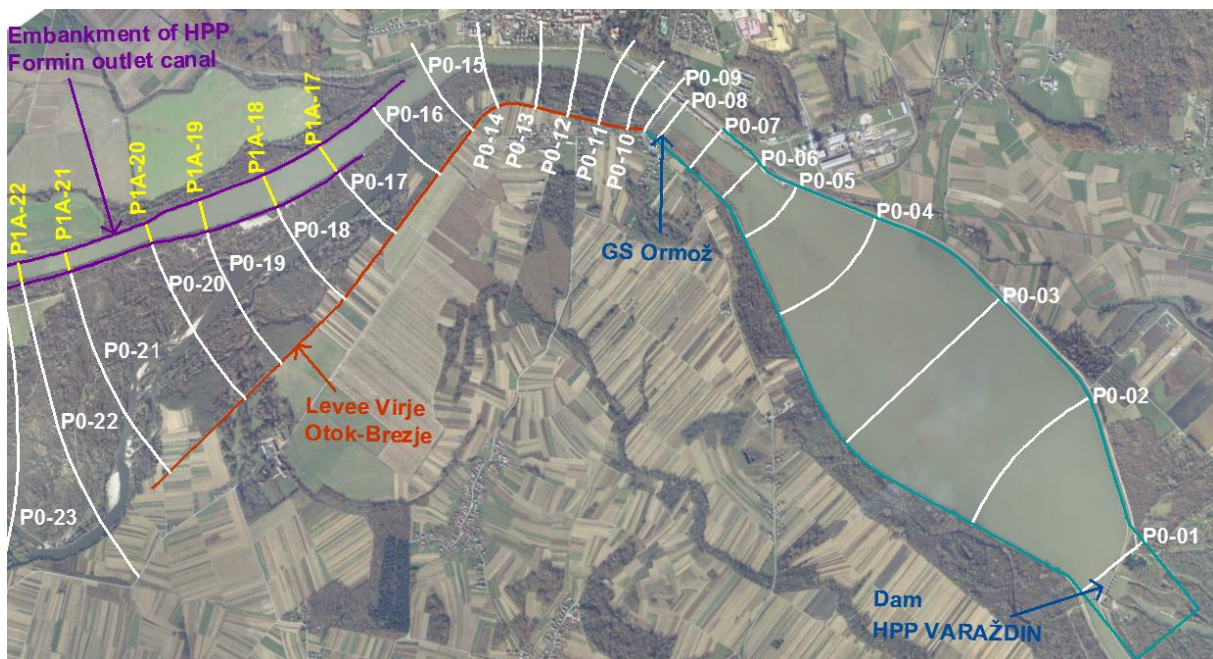 Embankment of HPP
Formin outlet canal
P1A-22
P1A-21
P1A-20
P1A-19
P1A-18
P1A-17
P0-15
P0-16
P0-17
P0-18
P0-19
P0-20
P0-21
P0-22
P0-23
P0-14
P0-13
P0-12
P0-11
P0-10
P0-09
P0-08
P0-07
P0-06
P0-05
P0-04
P0-03
P0-02
P0-01
GS Ormož
Levee Virje
Otok-Brezje
Dam
HPP VARAŽDIN